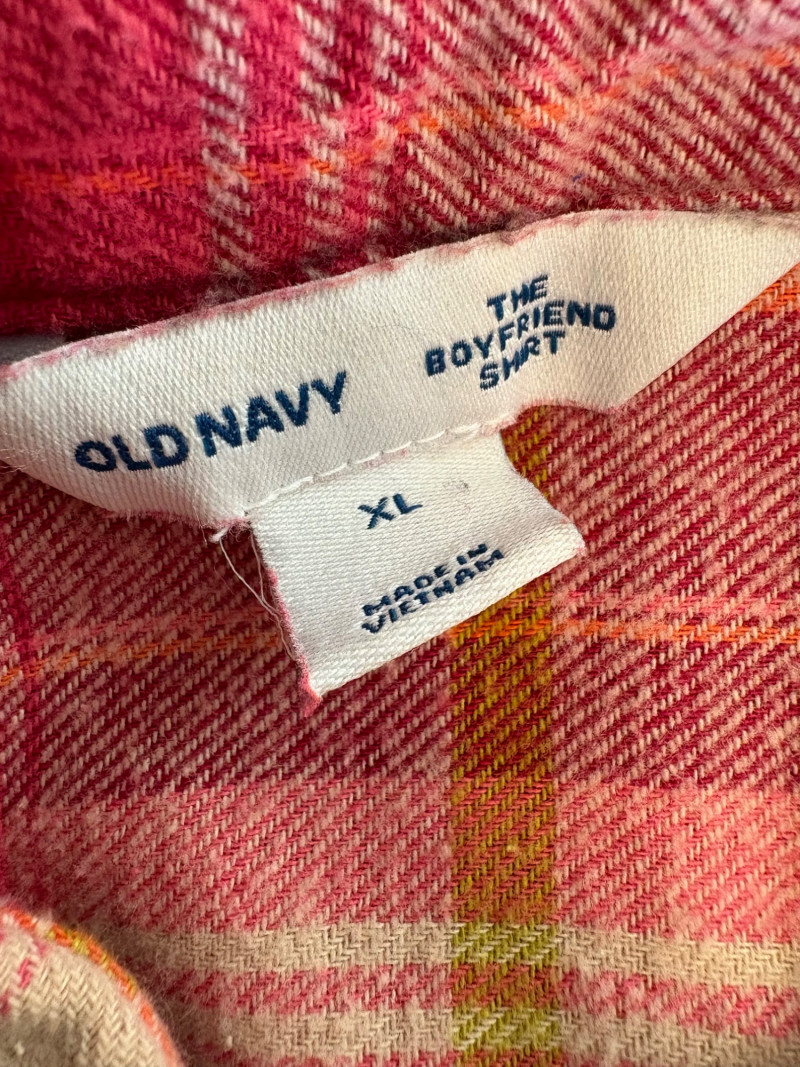 OLD NAVY
THE
BOYFRIEND
SHIRT
XL
MADE IN
VIETNAM